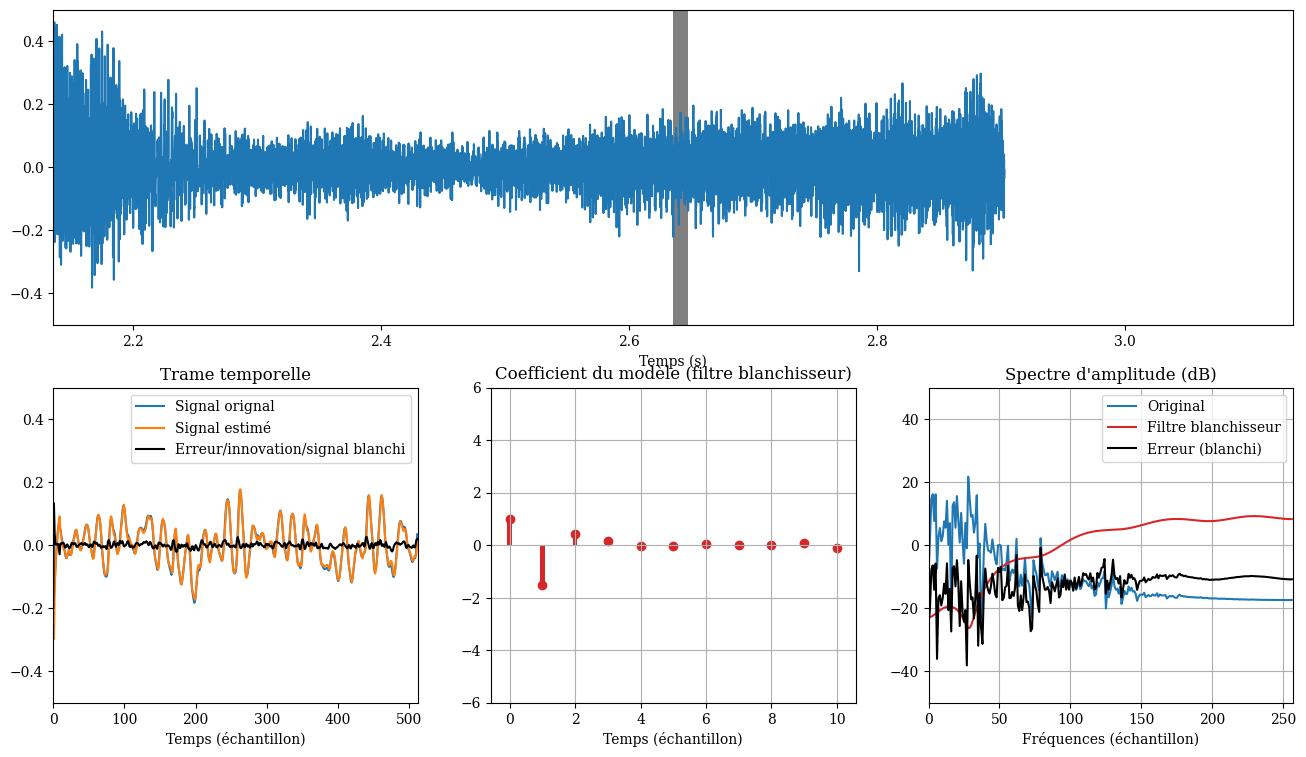 0.4
0.2
0.0
−0.2
−0.4
2.2 2.4 2.6 2.8 3.0
Temps (s)
Trame temporelle
0.4
0.2
0.0
−0.2
−0.4
Signal orignal
Signal estimé
Erreur/innovation/signal blanchi
0 100 200 300 400 500
Temps (échantillon)
Coefficient du modèle (filtre blanchisseur)
6
4
2
0
−2
−4
−6
0 2 4 6 8 10
Temps (échantillon)
Spectre d'amplitude (dB)
40
20
0
−20
−40
Original
Filtre blanchisseur
Erreur (blanchi)
0 50 100 150 200 250
Fréquences (échantillon)